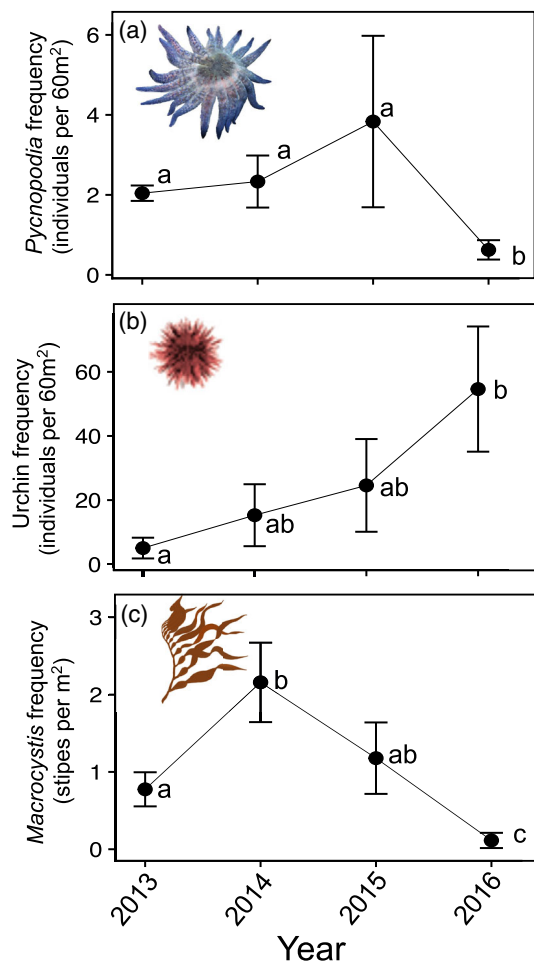 (a)
Pycnopodia frequency
(individuals per 60m²)
6
4
2
0
a
a
a
b
(b)
Urchin frequency
(individuals per 60m²)
60
40
20
0
a
ab
ab
b
(c)
Macrocystis frequency
(stipes per m²)
3
2
1
0
a
b
ab
c
2013
2014
2015
2016
Year